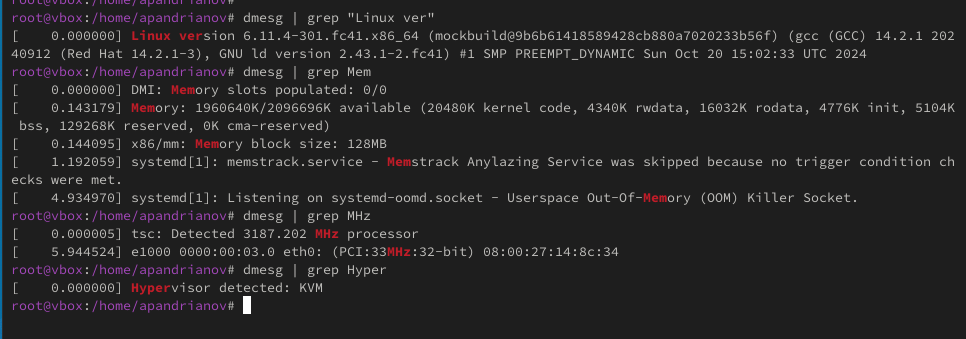 root@vbox:/home/apandrianov# dmesg | grep "Linux ver"
[    0.000000] Linux version 6.11.4-301.fc41.x86_64 (mockbuild@9b6b61418589428cb880a7020233b56f) (gcc (GCC) 14.2.1 202
40912 (Red Hat 14.2.1-3), GNU ld version 2.43.1-2.fc41) #1 SMP PREEMPT_DYNAMIC Sun Oct 20 15:02:33 UTC 2024
root@vbox:/home/apandrianov# dmesg | grep Mem
[    0.000000] DMI: Memory slots populated: 0/0
[    0.143179] Memory: 1960640K/2096696K available (20480K kernel code, 4340K rwdata, 16032K rodata, 4776K init, 5104K
 bss, 129268K reserved, 0K cma-reserved)
[    0.144095] x86/mm: Memory block size: 128MB
[    1.192059] systemd[1]: memstrack.service - Memstrack Anylazing Service was skipped because no trigger condition ch
ecks were met.
[    4.934970] systemd[1]: Listening on systemd-oomd.socket - Userspace Out-Of-Memory (OOM) Killer Socket.
root@vbox:/home/apandrianov# dmesg | grep MHz
[    0.000005] tsc: Detected 3187.202 MHz processor
[    5.944524] e1000 0000:00:03.0 eth0: (PCI:33MHz:32-bit) 08:00:27:14:8c:34
root@vbox:/home/apandrianov# dmesg | grep Hyper
[    0.000000] Hypervisor detected: KVM
root@vbox:/home/apandrianov#